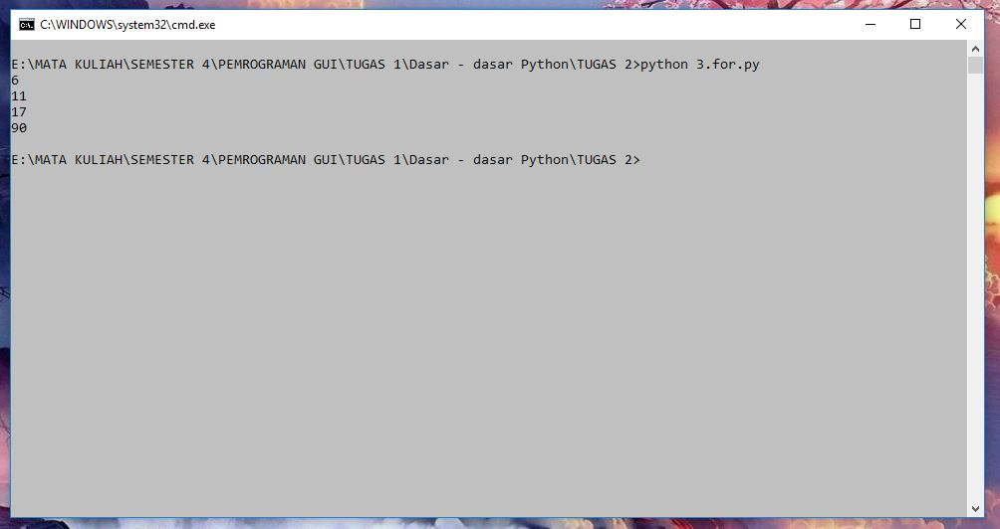 C:\WINDOWS\system32\cmd.exe
E:\MATA KULIAH\SEMESTER 4\PEMROGRAMAN GUI\TUGAS 1\Dasar - dasar Python\TUGAS 2>python 3.for.py
6
11
17
90
E:\MATA KULIAH\SEMESTER 4\PEMROGRAMAN GUI\TUGAS 1\Dasar - dasar Python\TUGAS 2>